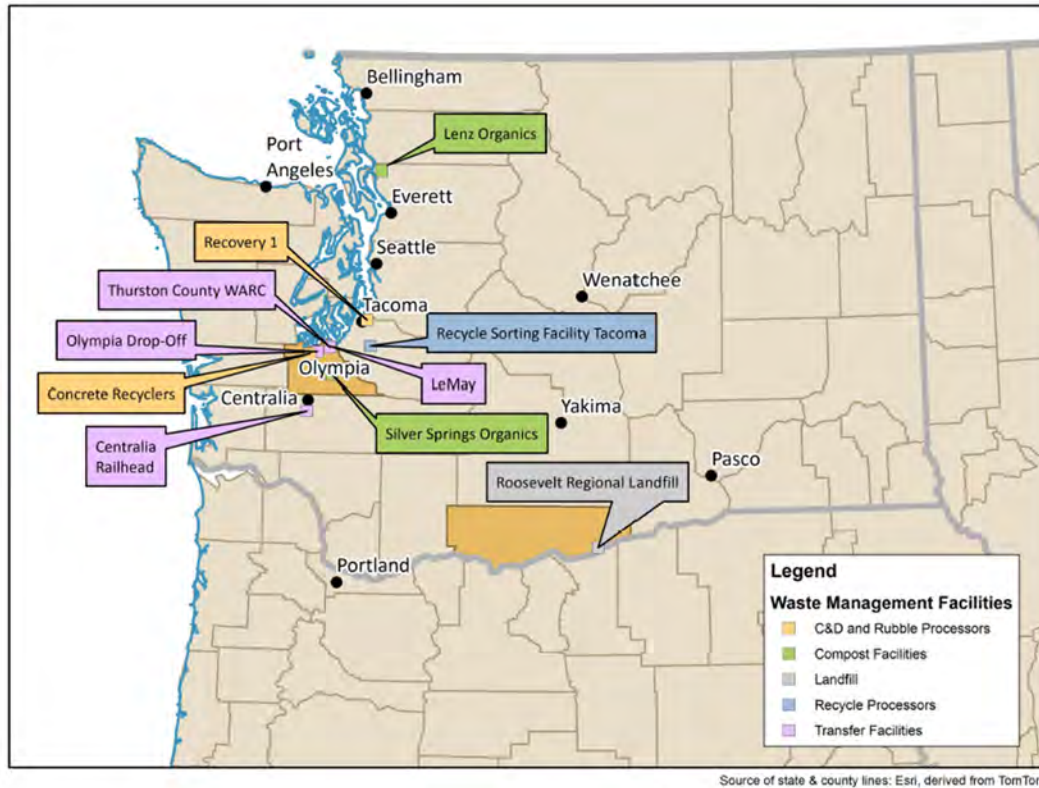 Bellingham
Lenz Organics
Port
Angeles
Everett
Recovery 1
Seattle
Thurston County WARC
Wenatchee
Tacoma
Olympia Drop-Off
Recycle Sorting Facility Tacoma
Olympia
LeMay
Concrete Recyclers
Centralia
Silver Springs Organics
Yakima
Centralia
Railhead
Pasco
Roosevelt Regional Landfill
Portland
Legend
Waste Management Facilities
C&D and Rubble Processors
Compost Facilities
Landfill
Recycle Processors
Transfer Facilities
Source of state & county lines: Esri, derived from TomTom